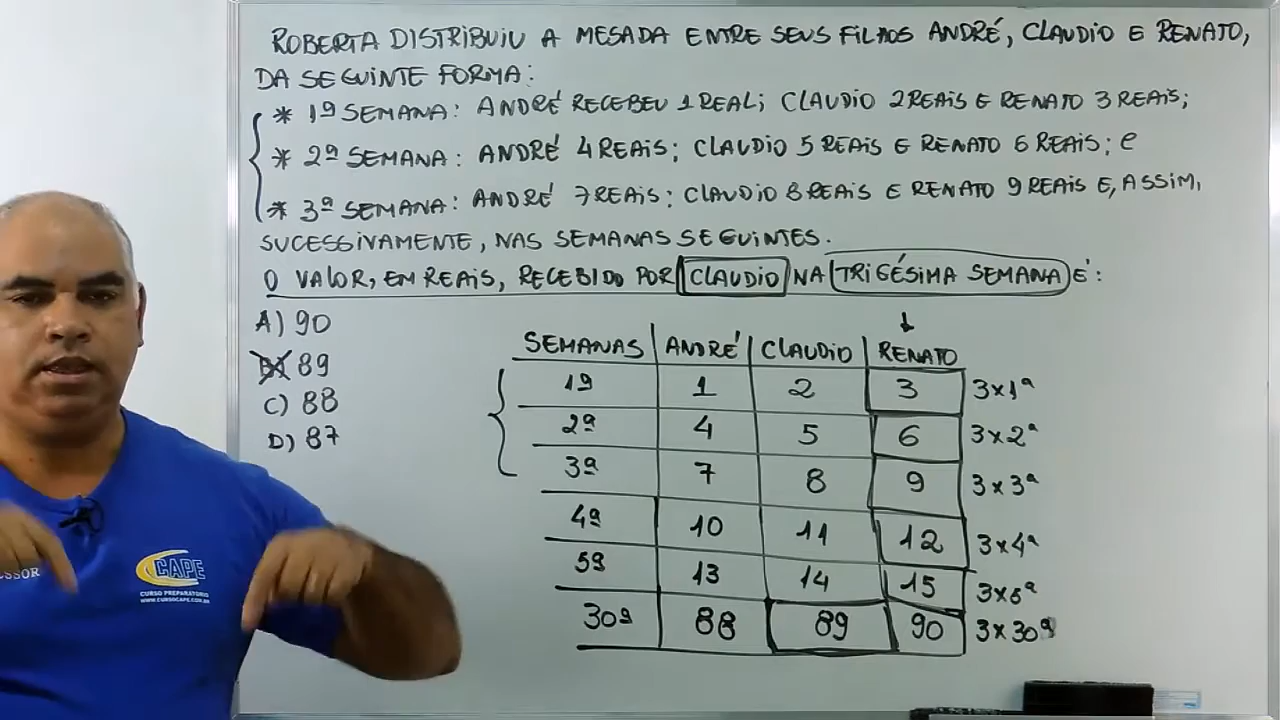 ROBERTA DISTRIBUIU A MESADA ENTRE SEUS FILHOS ANDRÉ, CLAUDIO E RENATO,
DA SEGUINTE FORMA:
* 1ª SEMANA: ANDRÉ RECEBEU 1 REAL; CLAUDIO 2 REAIS E RENATO 3 REAIS;
* 2ª SEMANA: ANDRÉ 4 REAIS; CLAUDIO 5 REAIS E RENATO 6 REAIS; e
* 3ª SEMANA: ANDRÉ 7 REAIS; CLAUDIO 8 REAIS E RENATO 9 REAIS E, ASSIM,
SUCESSIVAMENTE, NAS SEMANAS SEGUINTES.
O VALOR, EM REAIS, RECEBIDO POR CLAUDIO NA TRIGÉSIMA SEMANA É:
A) 90
B) 89
C) 88
D) 87
SEMANAS ANDRÉ CLAUDIO RENATO
1ª 1 2 3 3x1ª
2ª 4 5 6 3x2ª
3ª 7 8 9 3x3ª
4ª 10 11 12 3x4ª
5ª 13 14 15 3x5ª
30ª 88 89 90 3x30ª
CAPE
CURSO PREPARATÓRIO
WWW.CURSOCAPE.COM.BR